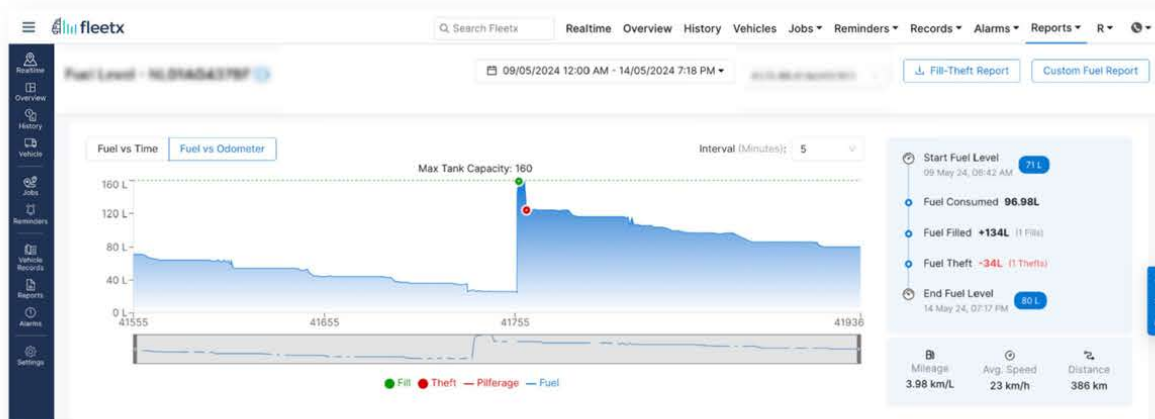 fleetx
Search Fleetx
Realtime Overview History Vehicles Jobs Reminders Records Alarms Reports R
Realtime
Overview
History
Vehicle
Jobs
Reminders
Vehicle
Records
Reports
Alarms
Settings
09/05/2024 12:00 AM - 14/05/2024 7:18 PM
Fill-Theft Report
Custom Fuel Report
Fuel vs Time
Fuel vs Odometer
Interval (Minutes): 5
Max Tank Capacity: 160
160 L
120 L
80 L
40 L
0 L
41555 41655 41755 41936
Fill Theft Pilferage Fuel
Start Fuel Level 71 L
09 May 24, 06:42 AM
Fuel Consumed 96.98L
Fuel Filled +134L (1 Fills)
Fuel Theft -34L (1 Thefts)
End Fuel Level 80 L
14 May 24, 07:17 PM
Mileage Avg. Speed Distance
3.98 km/L 23 km/h 386 km